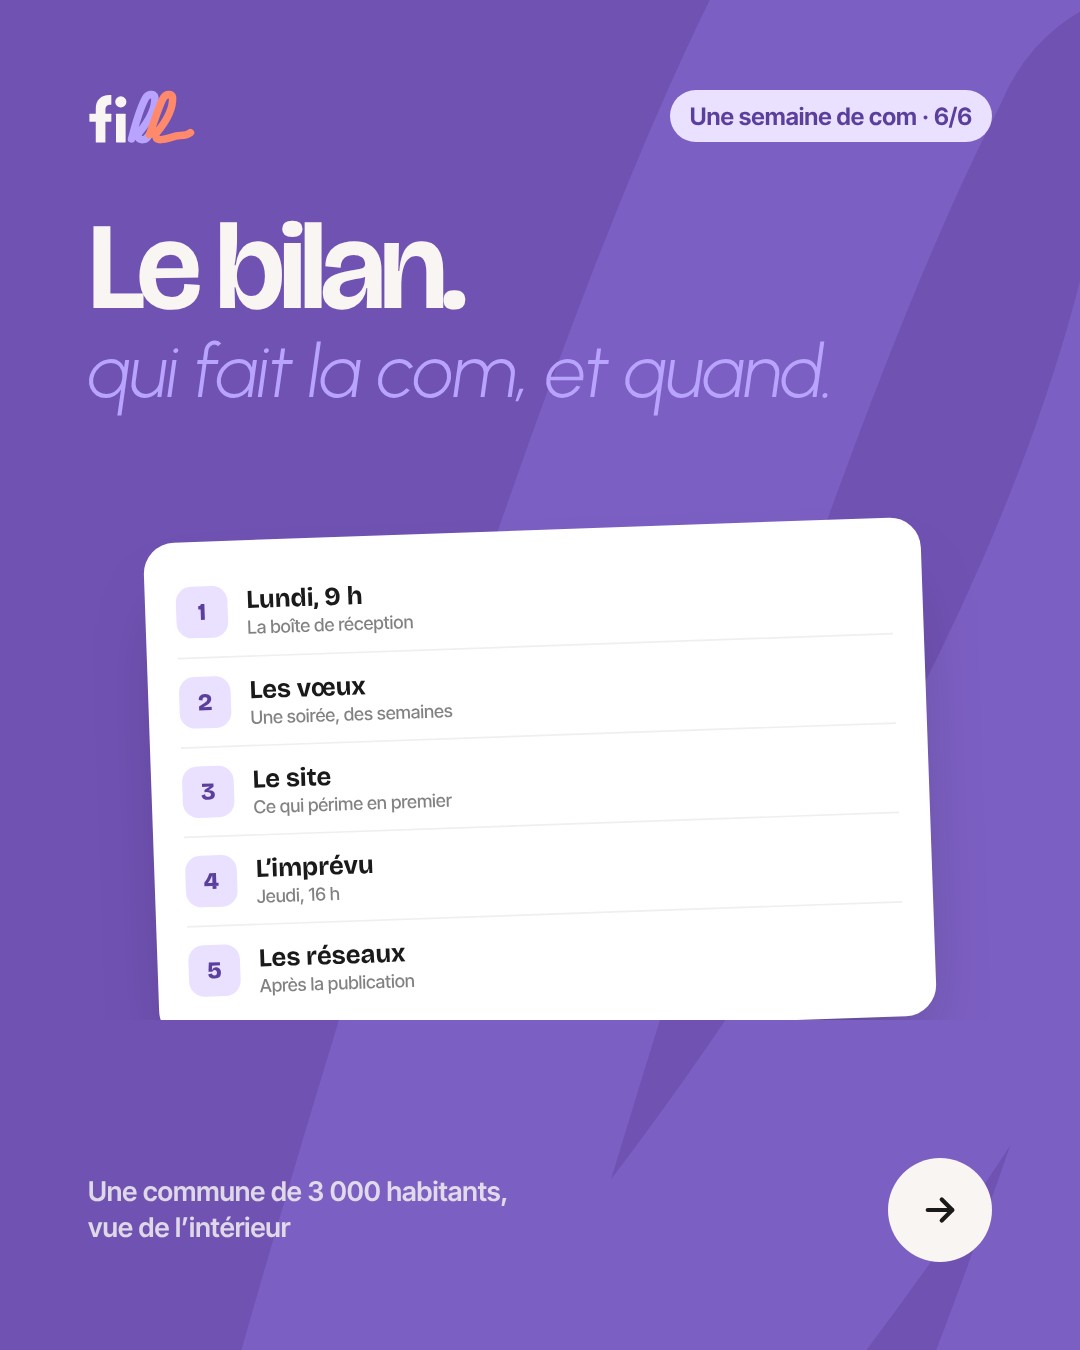 fill
Une semaine de com · 6/6
Le bilan.
qui fait la com, et quand.
1
Lundi, 9 h
La boîte de réception
2
Les vœux
Une soirée, des semaines
3
Le site
Ce qui périme en premier
4
L’imprévu
Jeudi, 16 h
5
Les réseaux
Après la publication
Une commune de 3 000 habitants,
vue de l’intérieur